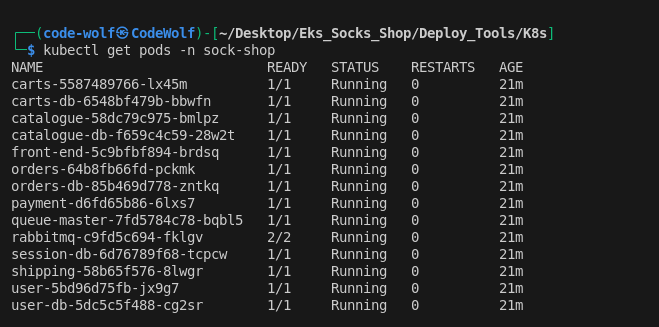 ┌──(code-wolf㉿CodeWolf)-[~/Desktop/Eks_Socks_Shop/Deploy_Tools/K8s]
└─$ kubectl get pods -n sock-shop
NAME                            READY   STATUS    RESTARTS   AGE
carts-5587489766-lx45m          1/1     Running   0          21m
carts-db-6548bf479b-bbwfn       1/1     Running   0          21m
catalogue-58dc79c975-bmlpz      1/1     Running   0          21m
catalogue-db-f659c4c59-28w2t    1/1     Running   0          21m
front-end-5c9bfbf894-brdsq      1/1     Running   0          21m
orders-64b8fb66fd-pckmk         1/1     Running   0          21m
orders-db-85b469d778-zntkq      1/1     Running   0          21m
payment-d6fd65b86-6lxs7         1/1     Running   0          21m
queue-master-7fd5784c78-bqbl5   1/1     Running   0          21m
rabbitmq-c9fd5c694-fklgv        2/2     Running   0          21m
session-db-6d76789f68-tcpcw     1/1     Running   0          21m
shipping-58b65f576-8lwgr        1/1     Running   0          21m
user-5bd96d75fb-jx9g7           1/1     Running   0          21m
user-db-5dc5c5f488-cg2sr        1/1     Running   0          21m